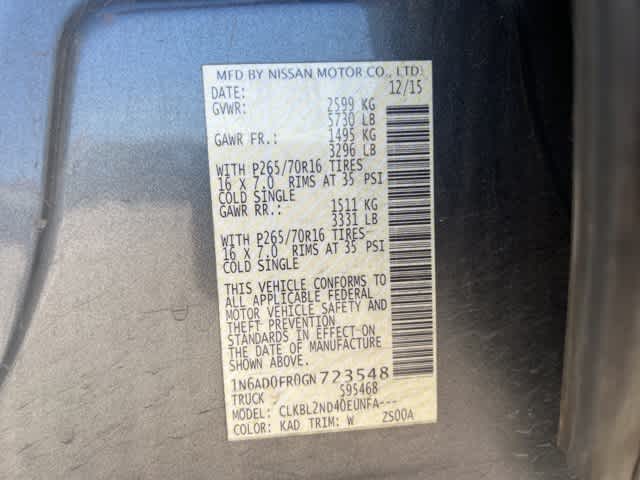 MFD BY NISSAN MOTOR CO., LTD.
DATE: 12/15
GVWR: 2599 KG
5730 LB
GAWR FR.: 1495 KG
3296 LB
WITH P265/70R16 TIRES
16 X 7.0 RIMS AT 35 PSI
COLD SINGLE
GAWR RR.: 1511 KG
3331 LB
WITH P265/70R16 TIRES
16 X 7.0 RIMS AT 35 PSI
COLD SINGLE
THIS VEHICLE CONFORMS TO
ALL APPLICABLE FEDERAL
MOTOR VEHICLE SAFETY AND
THEFT PREVENTION
STANDARDS IN EFFECT ON
THE DATE OF MANUFACTURE
SHOWN ABOVE.
1N6AD0FR0GN723548
TRUCK S95468
MODEL: CLKBL2ND40EUNFA---
COLOR: KAD TRIM: W 2S00A